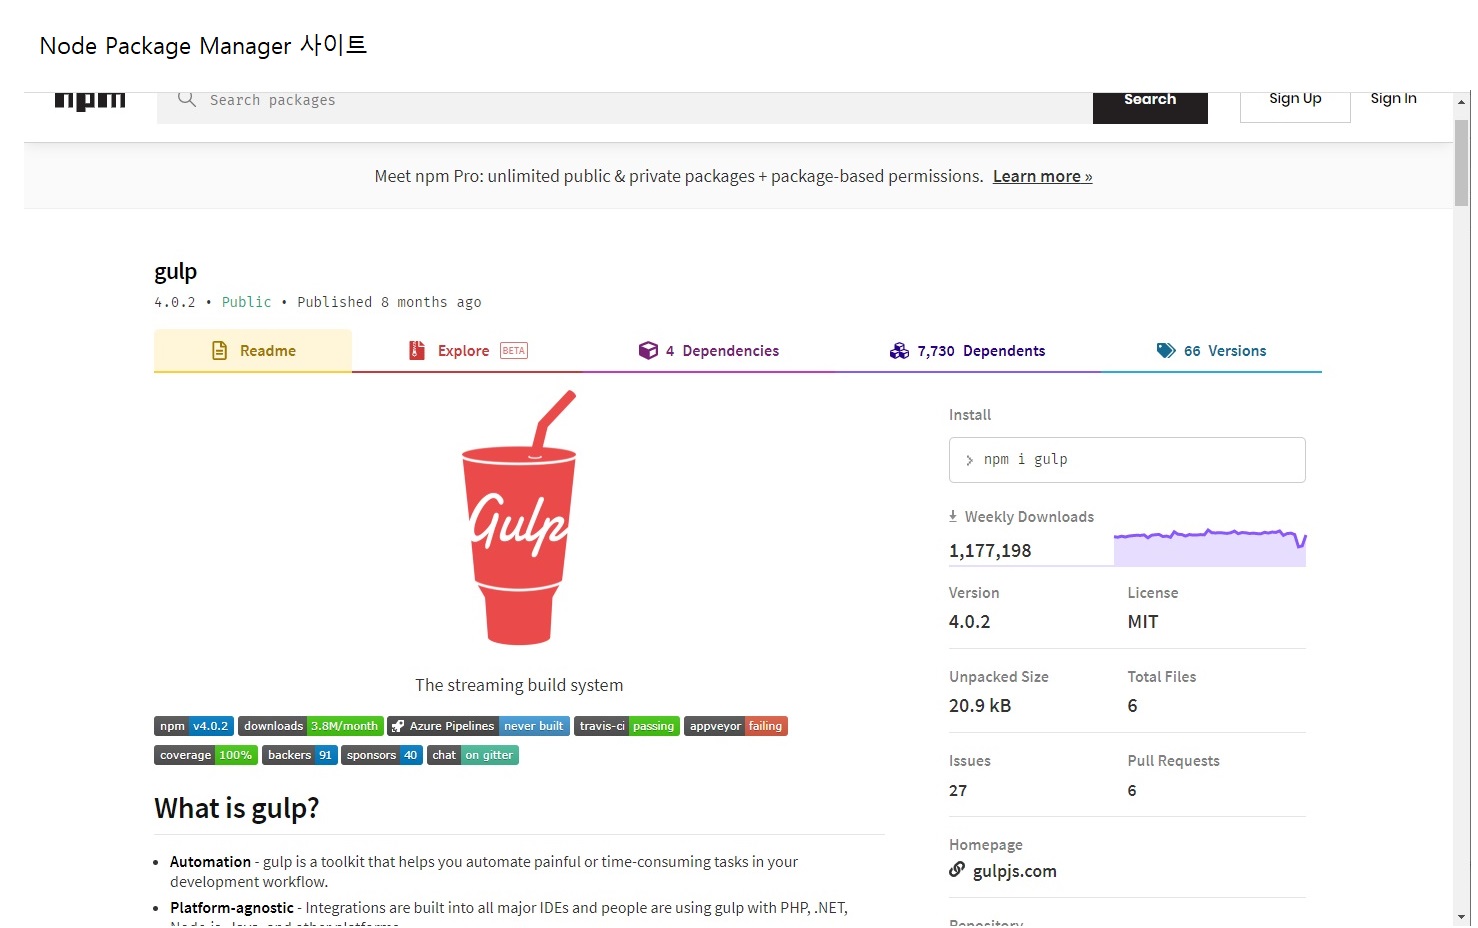 Node Package Manager 사이트
npm Search packages Search Sign Up Sign In
Meet npm Pro: unlimited public & private packages + package-based permissions. Learn more »
gulp
4.0.2 • Public • Published 8 months ago
Readme Explore BETA 4 Dependencies 7,730 Dependents 66 Versions
Gulp
The streaming build system
npm v4.0.2 downloads 3.8M/month Azure Pipelines never built travis-ci passing appveyor failing
coverage 100% backers 91 sponsors 40 chat on gitter
What is gulp?
• Automation - gulp is a toolkit that helps you automate painful or time-consuming tasks in your
development workflow.
• Platform-agnostic - Integrations are built into all major IDEs and people are using gulp with PHP, .NET,
Node.js, Java, and other platforms.
Install
> npm i gulp
Weekly Downloads
1,177,198
Version License
4.0.2 MIT
Unpacked Size Total Files
20.9 kB 6
Issues Pull Requests
27 6
Homepage
gulpjs.com
Repository